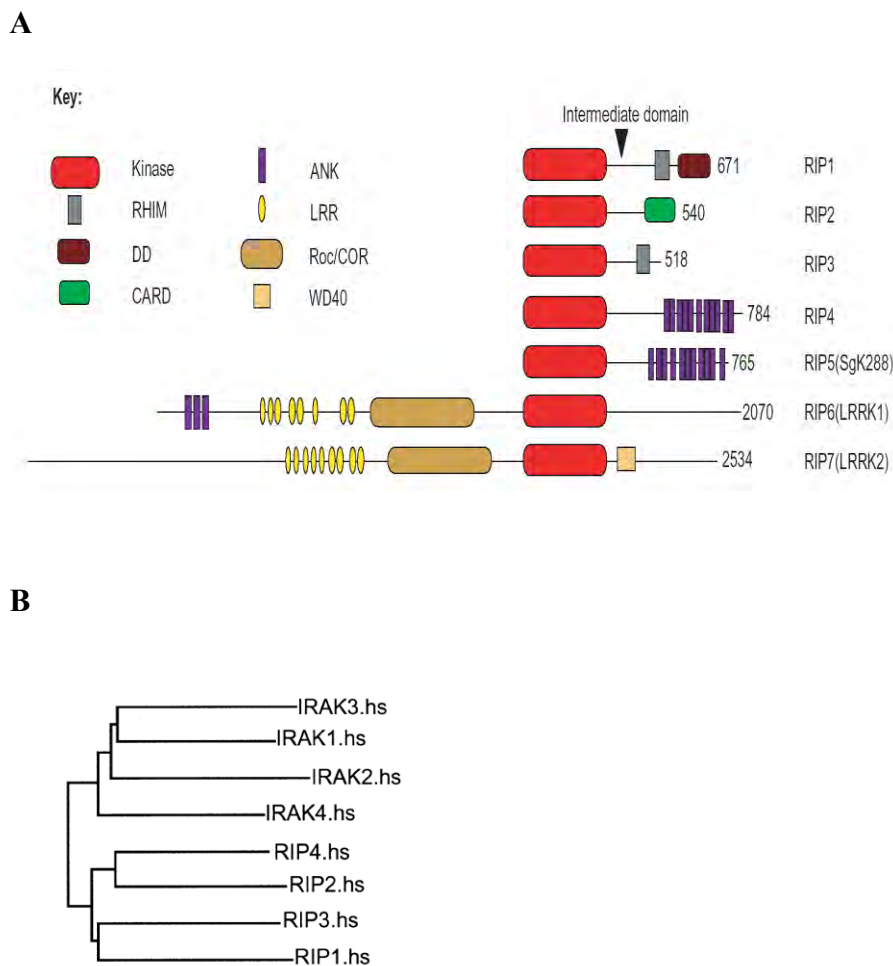 A
Key:
Kinase
RHIM
DD
CARD
ANK
LRR
Roc/COR
WD40
Intermediate domain
671 RIP1
540 RIP2
518 RIP3
784 RIP4
765 RIP5(SgK288)
2070 RIP6(LRRK1)
2534 RIP7(LRRK2)
B
IRAK3.hs
IRAK1.hs
IRAK2.hs
IRAK4.hs
RIP4.hs
RIP2.hs
RIP3.hs
RIP1.hs